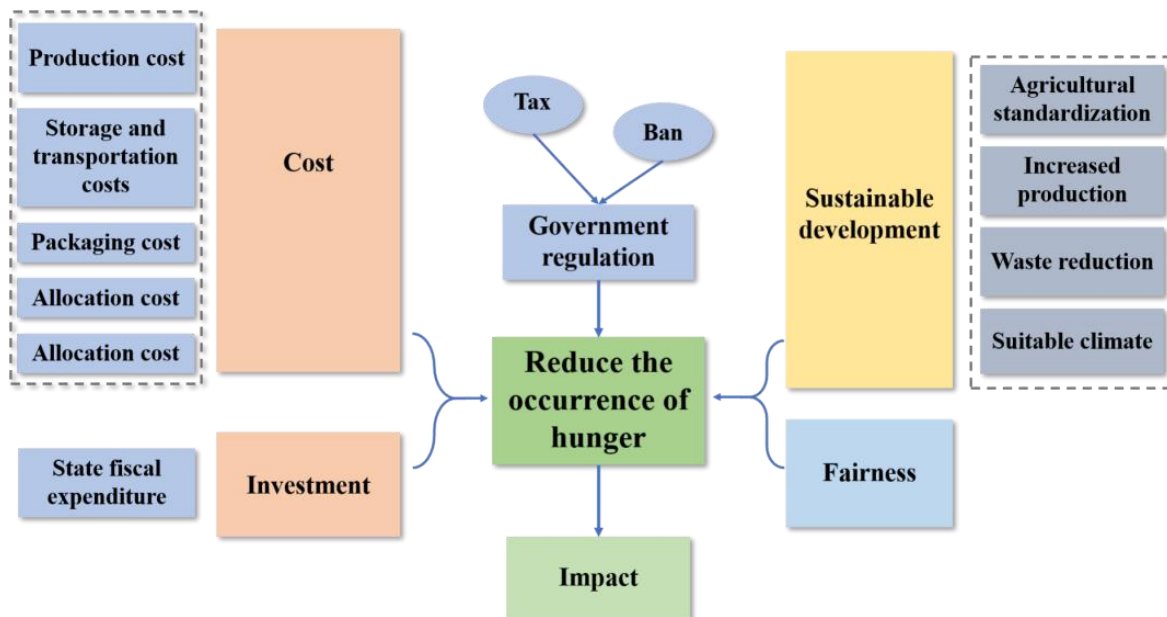 Production cost
Storage and
transportation
costs
Packaging cost
Allocation cost
Allocation cost
Cost
State fiscal
expenditure
Investment
Tax
Ban
Government
regulation
Reduce the
occurrence of
hunger
Impact
Sustainable
development
Fairness
Agricultural
standardization
Increased
production
Waste reduction
Suitable climate